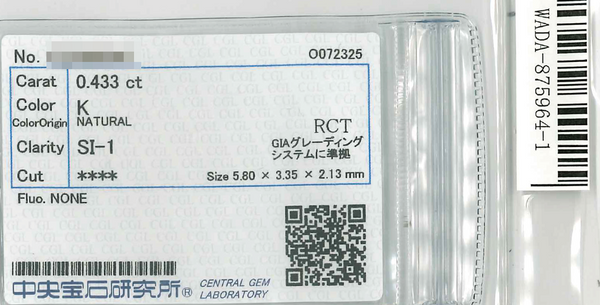 No.
O072325
Carat 0.433 ct
Color K
ColorOrigin NATURAL
RCT
Clarity SI-1
GIAグレーディング
システムに準拠
Cut ****
Size 5.80 × 3.35 × 2.13 mm
Fluo. NONE
中央宝石研究所®
CENTRAL GEM
LABORATORY
WADA-875964-1